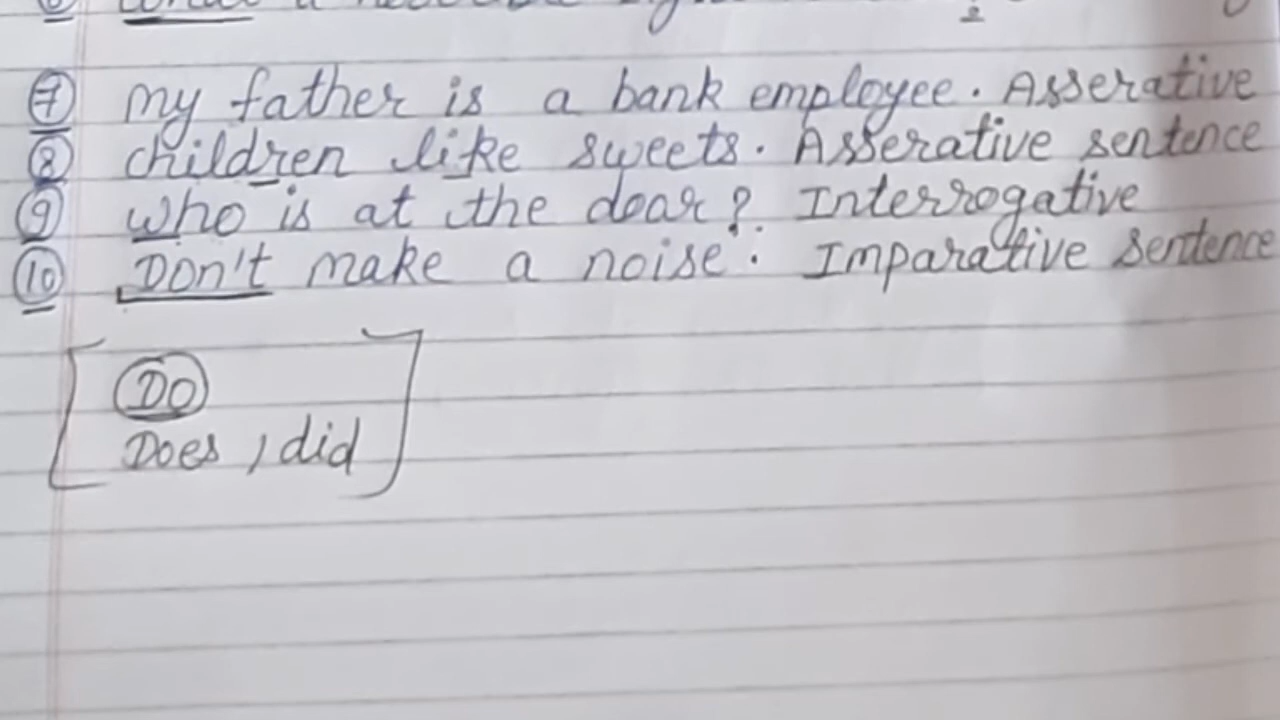 ⑦ my father is a bank employee. Asserative
⑧ children like sweets. Asserative sentence
⑨ who is at the doar? Interrogative
⑩ Don't make a noise. Imparative sentence
DO
Does, did